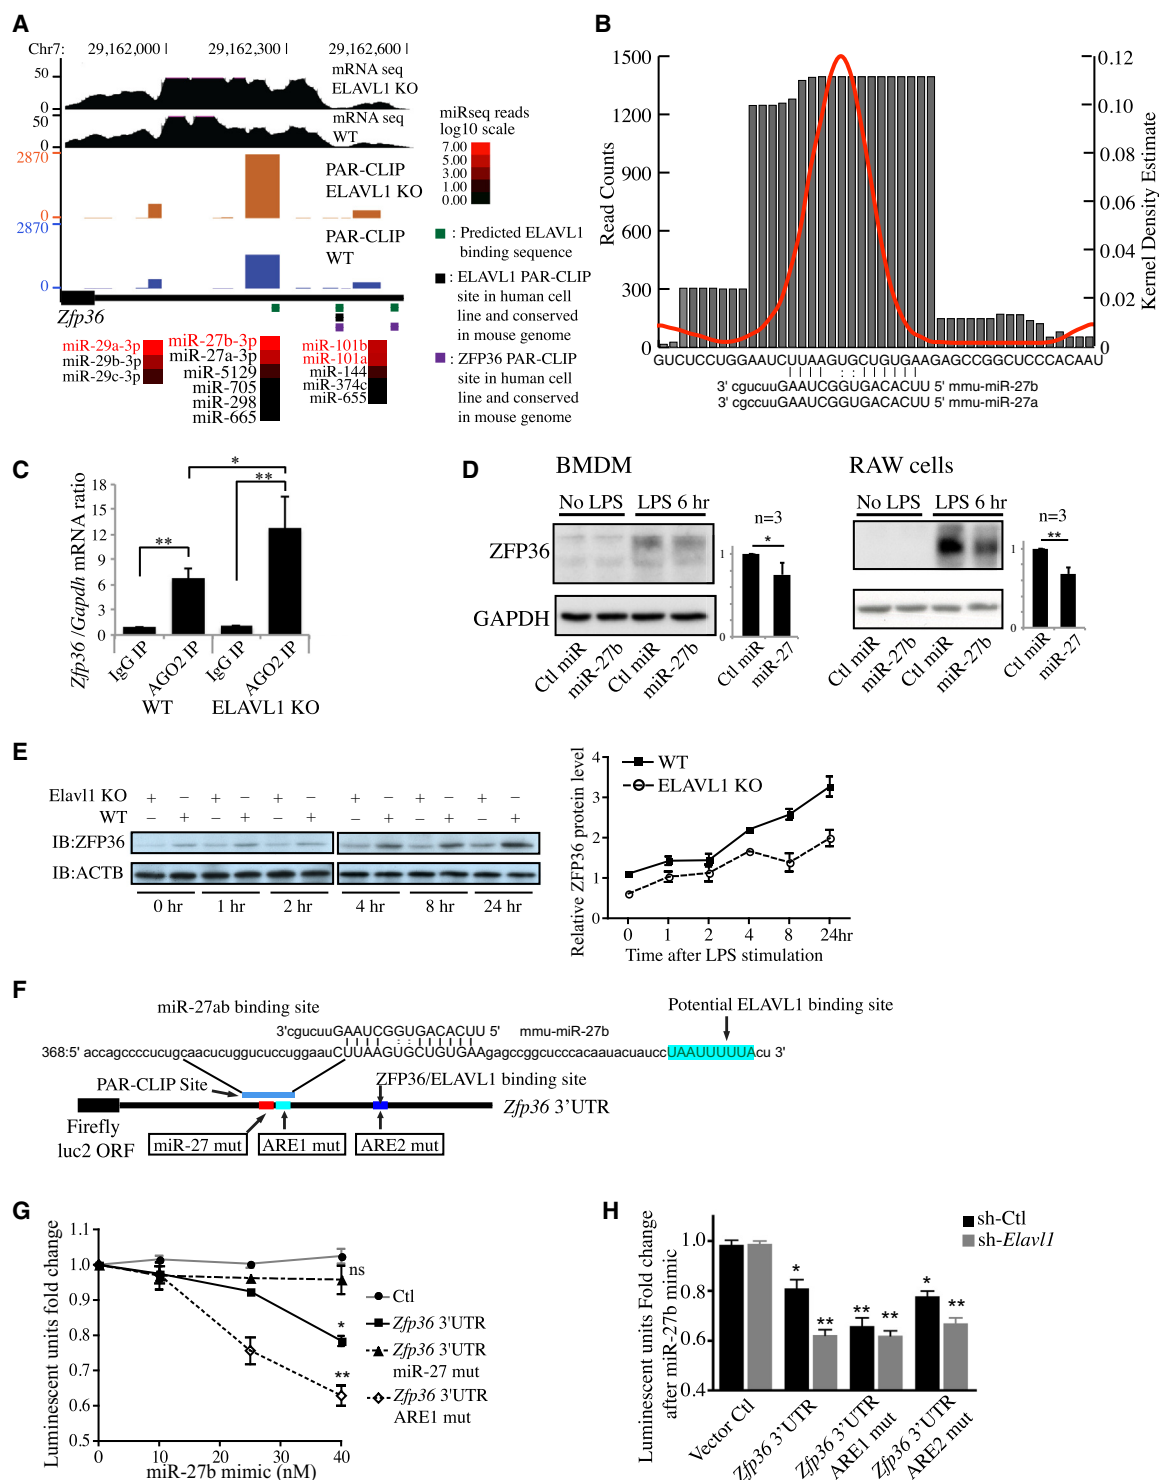 A
Chr7: 29,162,000 | 29,162,300 | 29,162,600 |
50
0
mRNA seq
ELAVL1 KO
50
0
mRNA seq
WT
2870
0
PAR-CLIP
ELAVL1 KO
2870
0
PAR-CLIP
WT
Zfp36
miR-29a-3p
miR-29b-3p
miR-29c-3p
miR-27b-3p
miR-27a-3p
miR-5129
miR-705
miR-298
miR-665
miR-101b
miR-101a
miR-144
miR-374c
miR-655
miRseq reads
log10 scale
7.00
5.00
3.00
1.00
0.00
: Predicted ELAVL1
binding sequence
: ELAVL1 PAR-CLIP
site in human cell
line and conserved
in mouse genome
: ZFP36 PAR-CLIP
site in human cell
line and conserved
in mouse genome
B
Read Counts
1500
1200
900
600
300
0
Kernel Density Estimate
0.12
0.10
0.08
0.06
0.04
0.02
0
GUCUCCUGGAAUCUUAAGUGCUGUGAAGAGCCGGCUCCCACAAU
3' cgucuuGAAUCGGUGACACUU 5' mmu-miR-27b
3' cgccuuGAAUCGGUGACACUU 5' mmu-miR-27a
C
Zfp36 /Gapdh mRNA ratio
18
15
12
9
6
3
0
*
**
**
IgG IP
AGO2 IP
IgG IP
AGO2 IP
WT
ELAVL1 KO
D
BMDM
No LPS
LPS 6 hr
ZFP36
GAPDH
Ctl miR
miR-27b
Ctl miR
miR-27b
n=3
*
1
0
Ctl miR
miR-27
RAW cells
No LPS
LPS 6 hr
Ctl miR
miR-27b
Ctl miR
miR-27b
n=3
**
1
0
Ctl miR
miR-27
E
Elavl1 KO + − + − + − + − + − + −
WT − + − + − + − + − + − +
IB:ZFP36
IB:ACTB
0 hr 1 hr 2 hr 4 hr 8 hr 24 hr
Relative ZFP36 protein level
4
3
2
1
0
WT
ELAVL1 KO
0 1 2 4 8 24hr
Time after LPS stimulation
F
miR-27ab binding site
Potential ELAVL1 binding site
3'cgucuuGAAUCGGUGACACUU 5' mmu-miR-27b
368:5' accagcccccucugcaacucuggucuccuggaauCUUAAGUGCUGUGAAgagccggcucccacaauacuauccUAAUUUUUAcu 3'
PAR-CLIP Site
ZFP36/ELAVL1 binding site
Zfp36 3'UTR
Firefly
luc2 ORF
miR-27 mut
ARE1 mut
ARE2 mut
G
Luminescent units fold change
1.1
1.0
0.9
0.8
0.7
0.6
0.5
0 10 20 30 40
miR-27b mimic (nM)
ns
*
**
Ctl
Zfp36 3'UTR
Zfp36 3'UTR
miR-27 mut
Zfp36 3'UTR
ARE1 mut
H
Luminescent units Fold change
after miR-27b mimic
1.0
0.8
0.6
0.4
sh-Ctl
sh-Elavl1
*
**
**
**
*
**
Vector Ctl
Zfp36 3'UTR
Zfp36 3'UTR
ARE1 mut
Zfp36 3'UTR
ARE2 mut